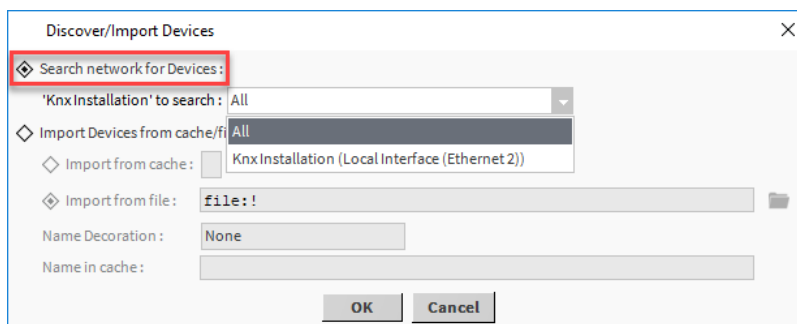 Discover/Import Devices
Search network for Devices :
'Knx Installation' to search : All
Import Devices from cache/fi All
Import from cache : Knx Installation (Local Interface (Ethernet 2))
Import from file : file:!
Name Decoration : None
Name in cache :
OK Cancel